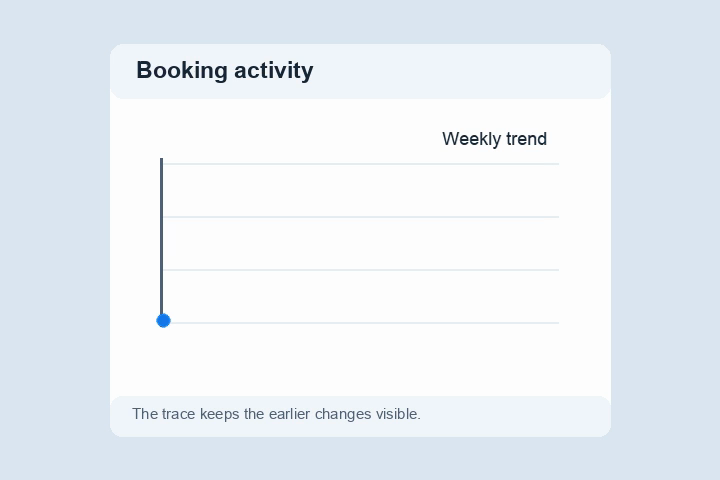 Booking activity
Weekly trend
The trace keeps the earlier changes visible.